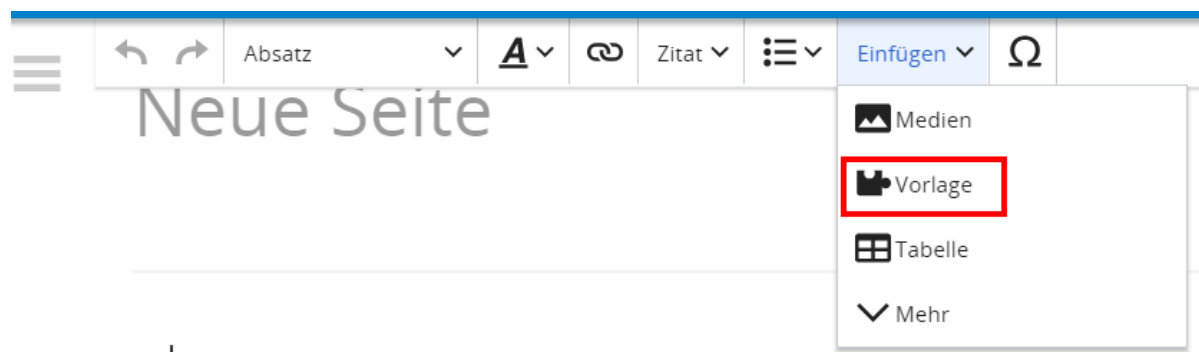 Absatz A Zitat Einfügen Ω
Neue Seite
Medien
Vorlage
Tabelle
Mehr